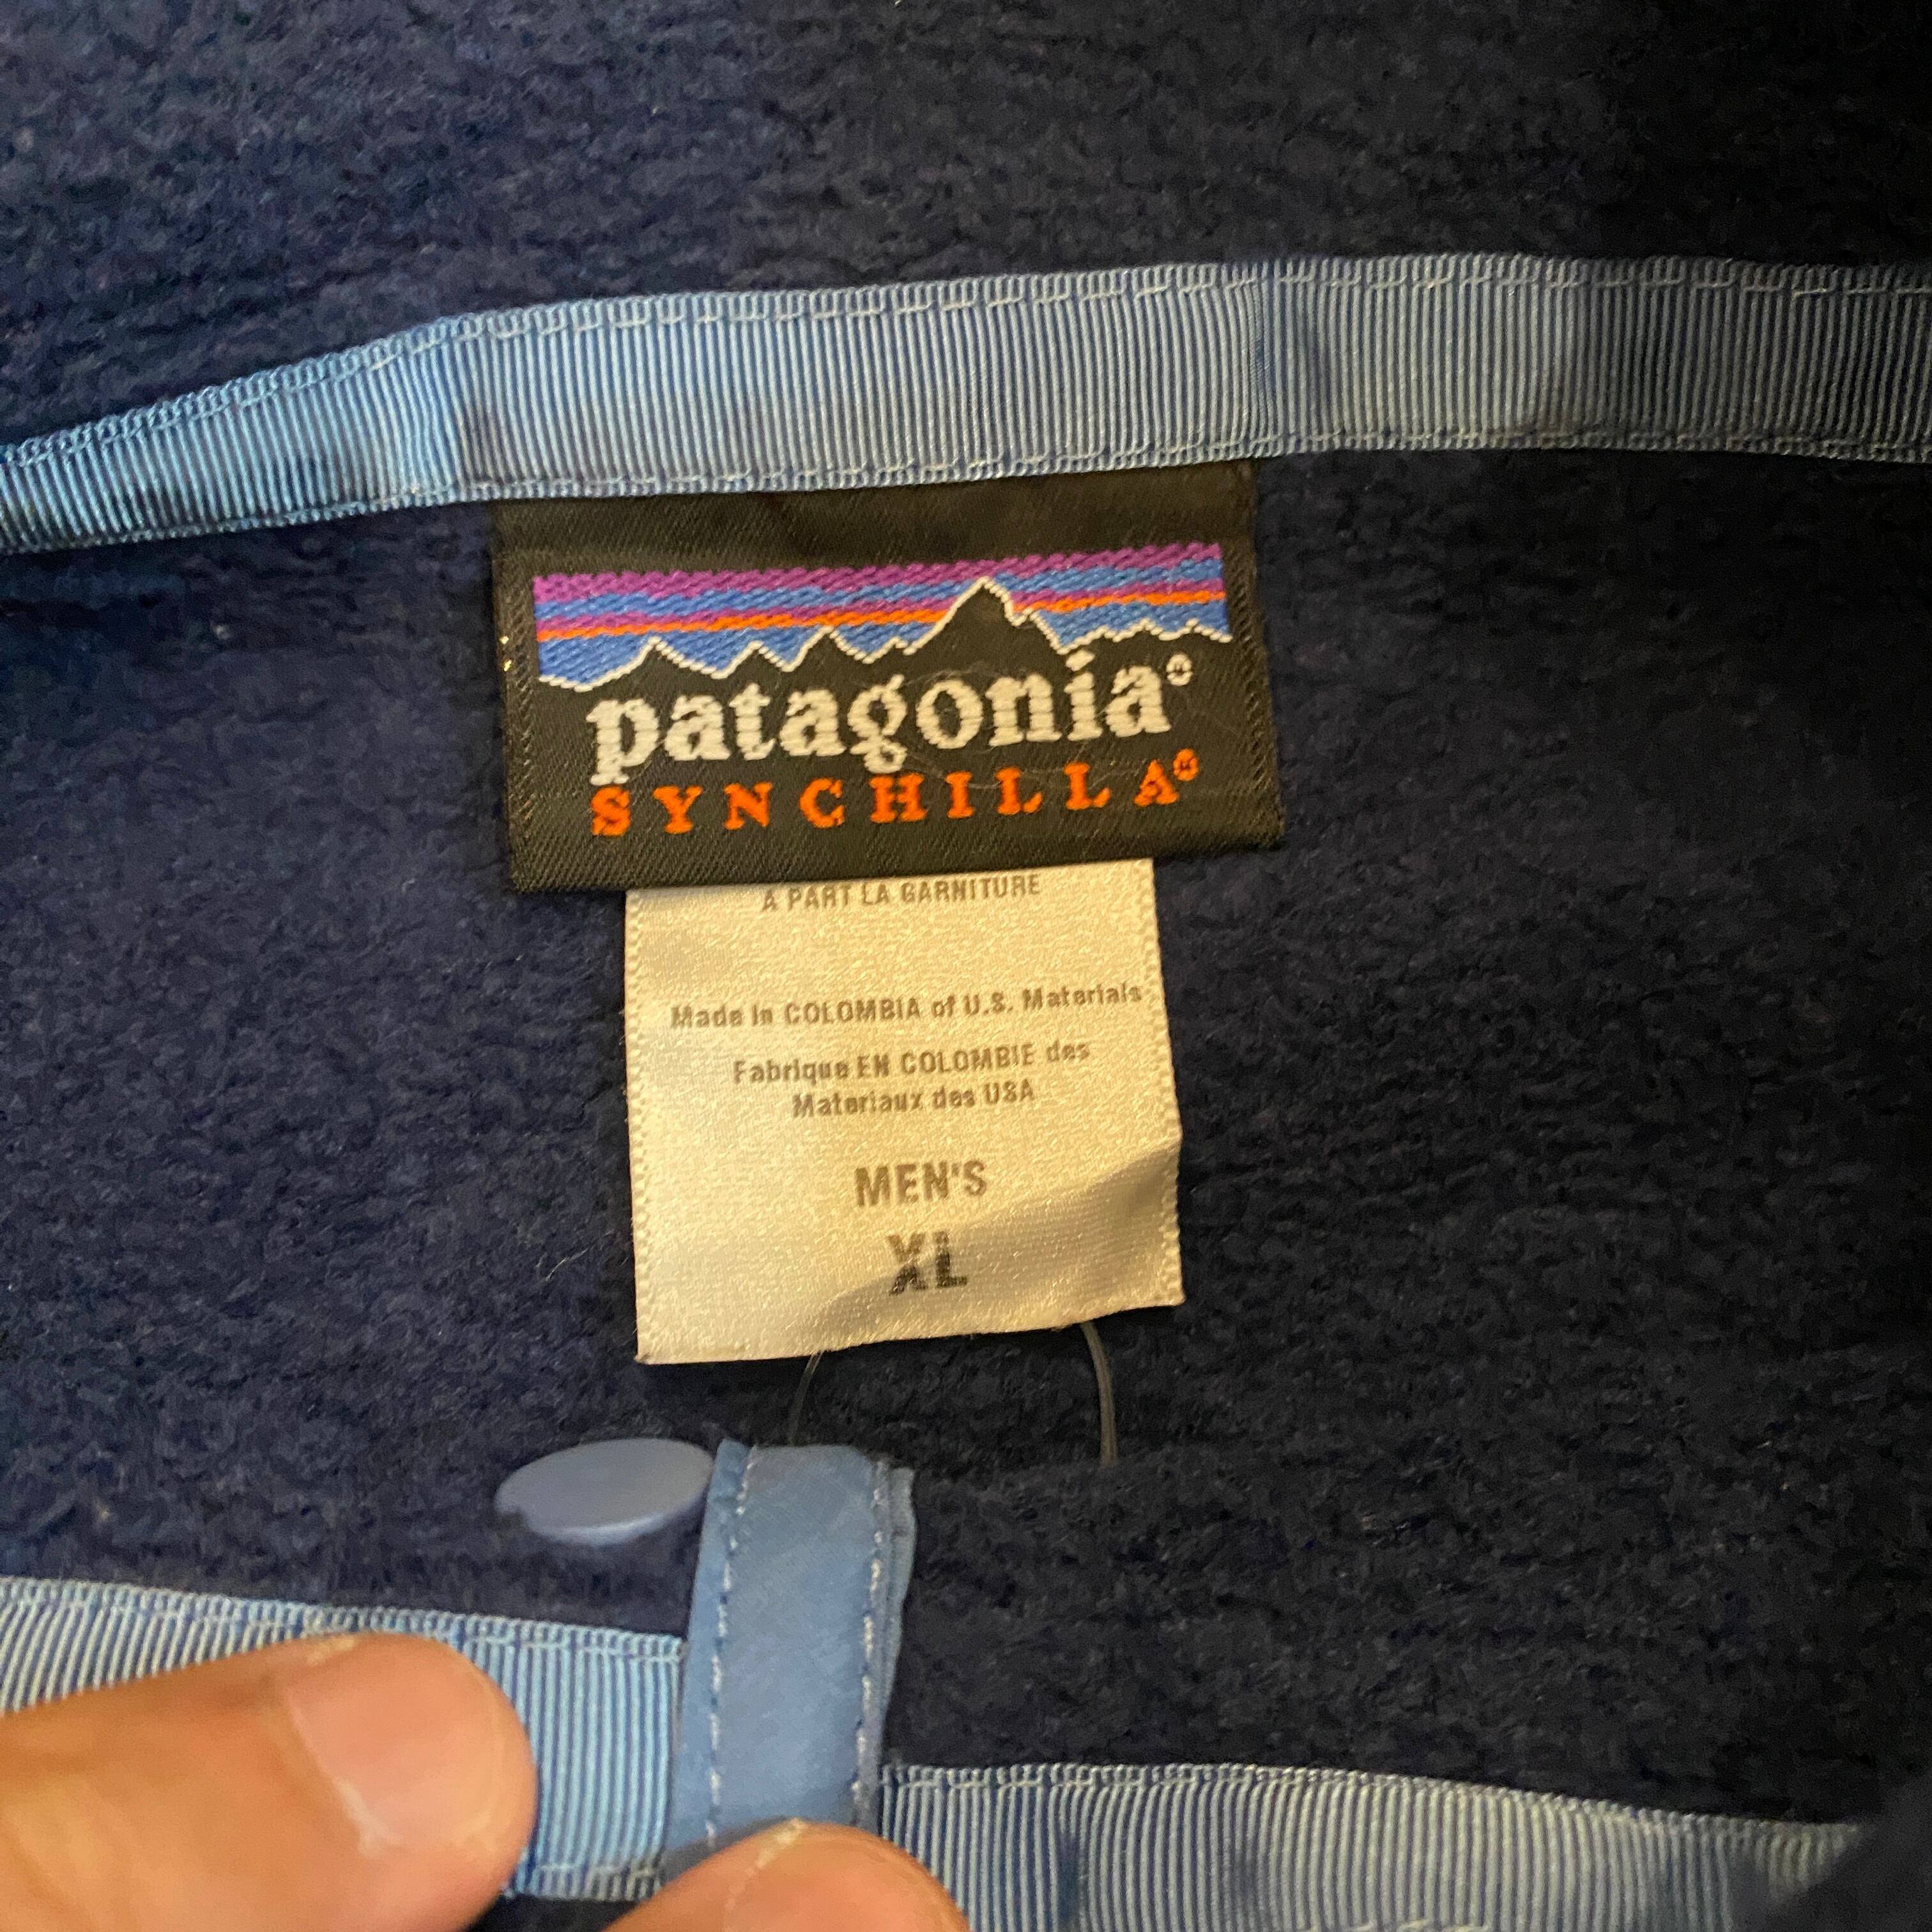 patagonia®
SYNCHILLA®
A PART LA GARNITURE
Made in COLOMBIA of U.S. Materials
Fabrique EN COLOMBIE des
Materiaux des USA
MEN'S
XL